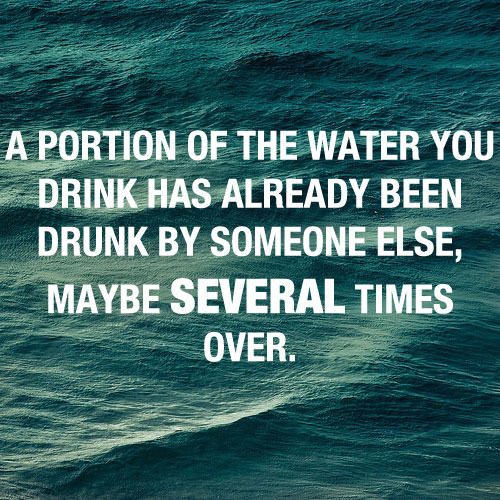 A PORTION OF THE WATER YOU
DRINK HAS ALREADY BEEN
DRUNK BY SOMEONE ELSE,
MAYBE SEVERAL TIMES
OVER.